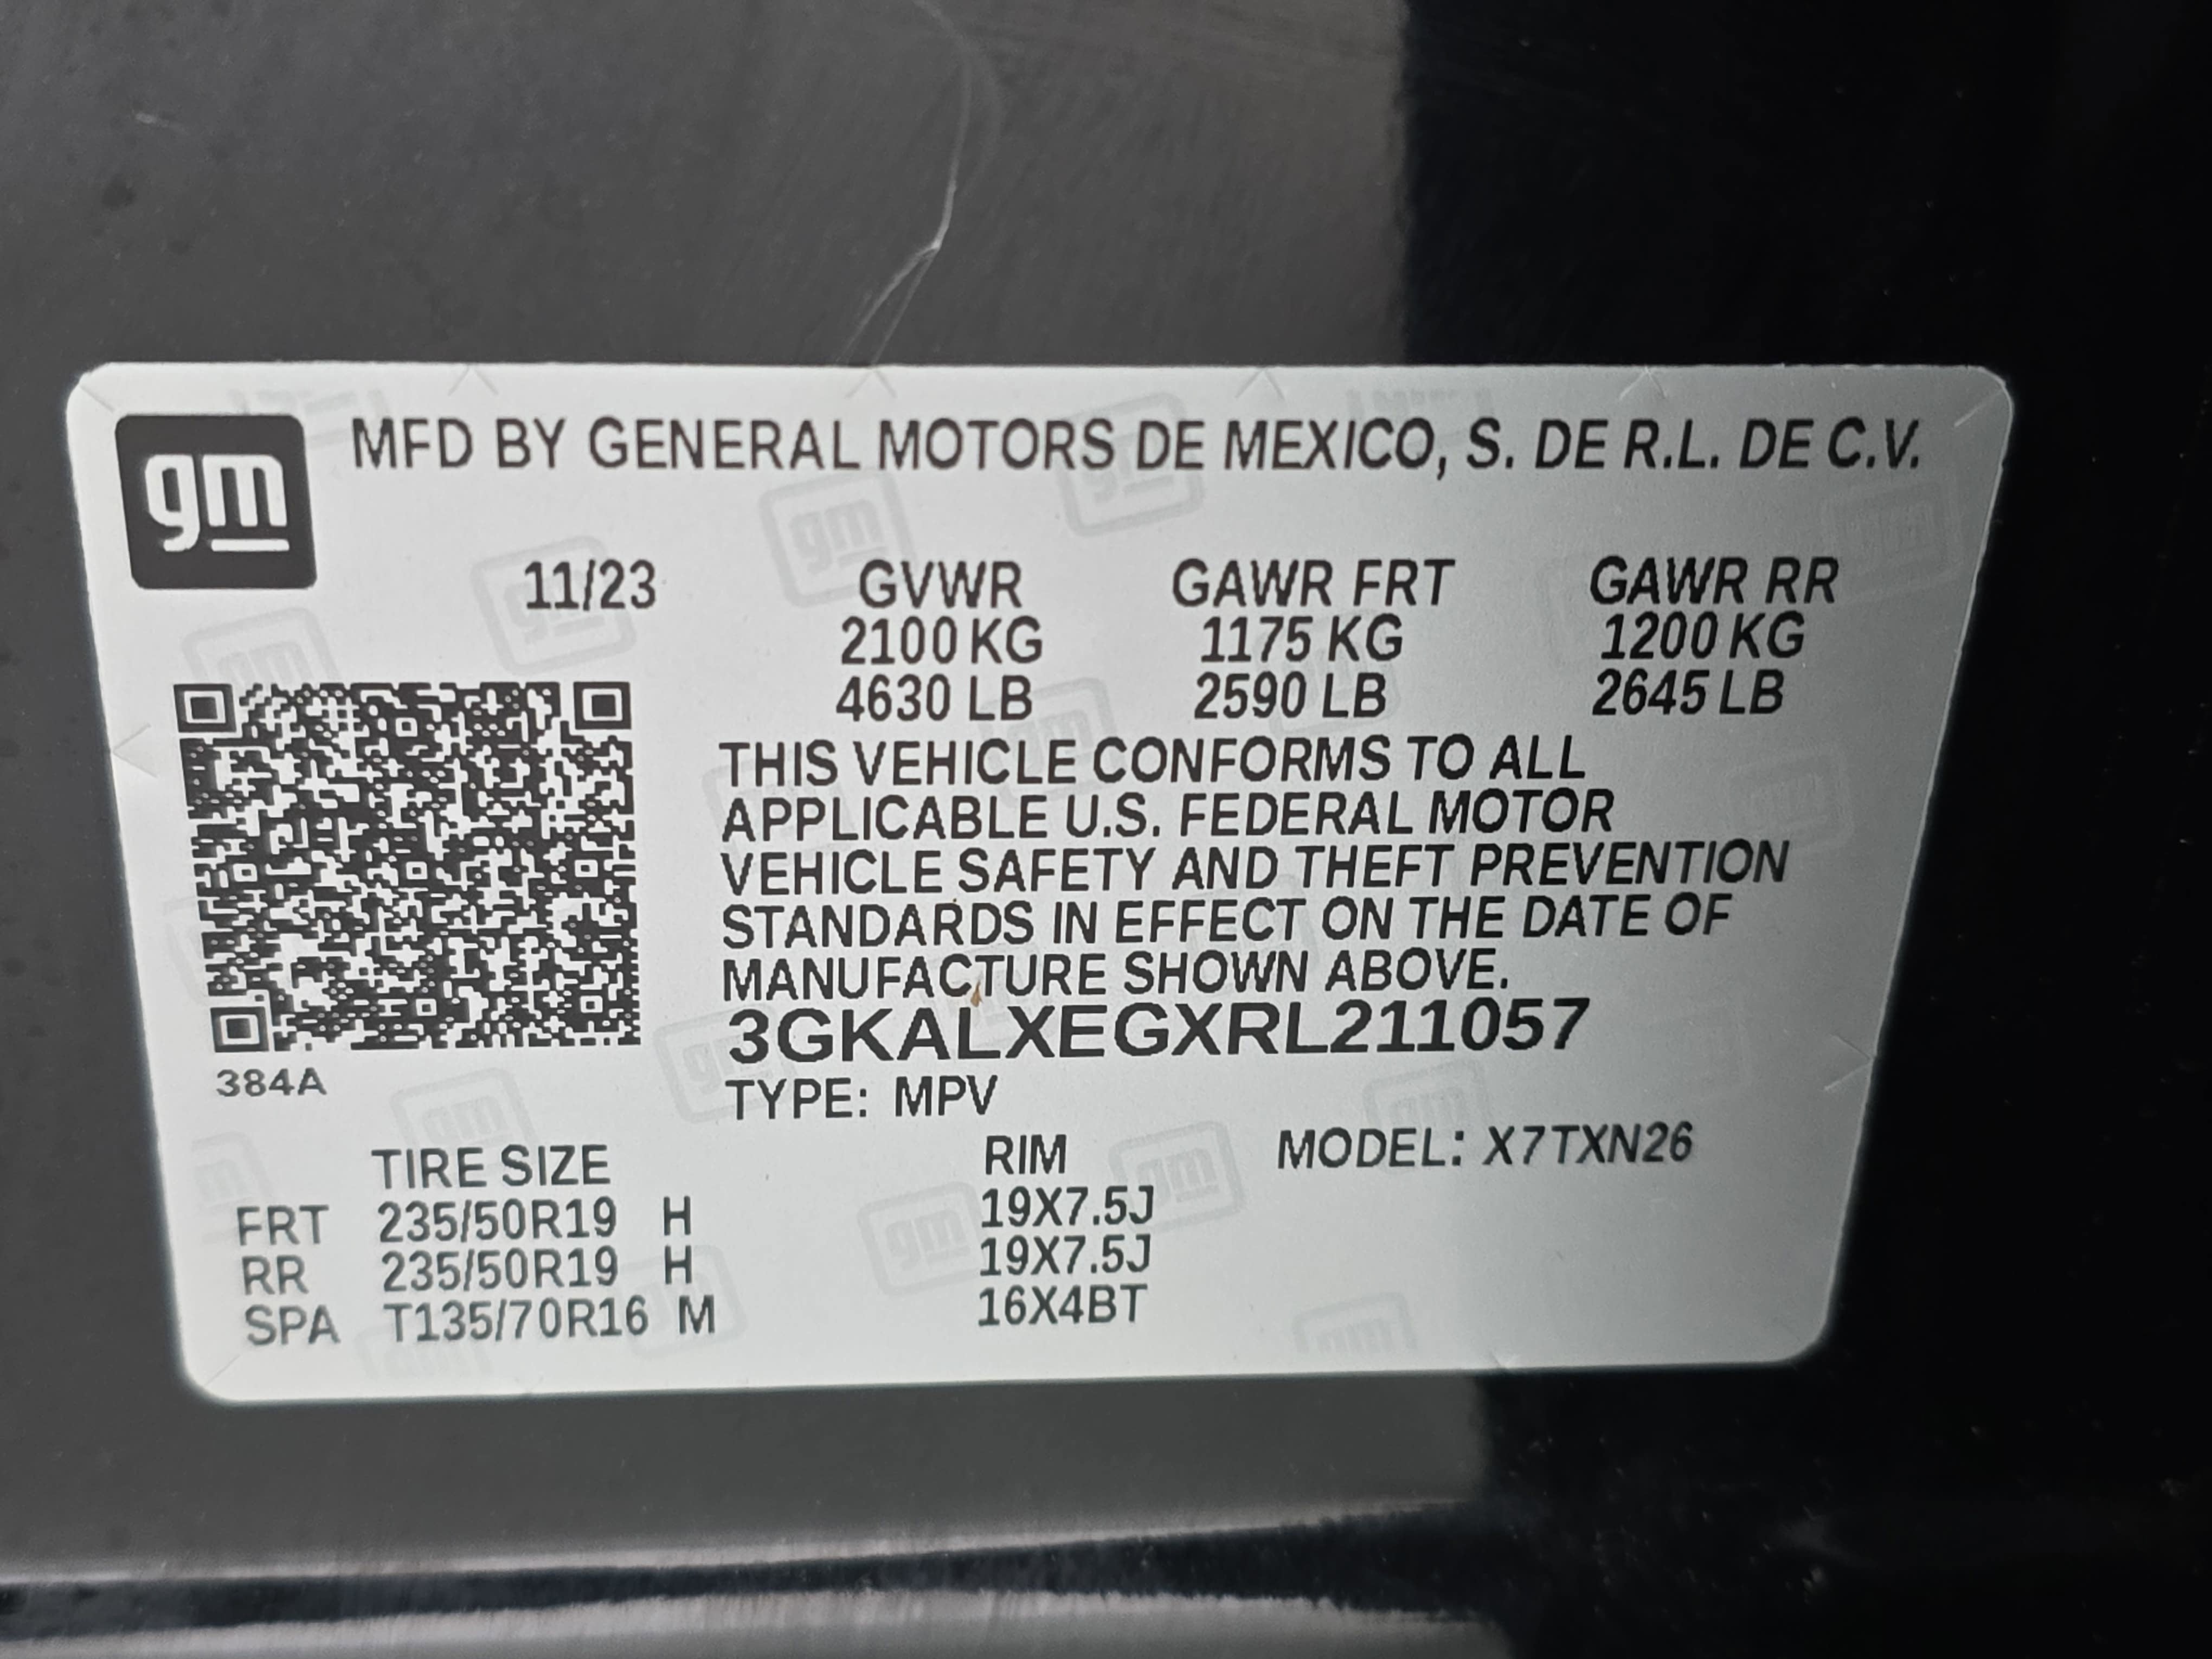 gm
MFD BY GENERAL MOTORS DE MEXICO, S. DE R.L. DE C.V.
11/23 GVWR GAWR FRT GAWR RR
2100 KG 1175 KG 1200 KG
4630 LB 2590 LB 2645 LB
THIS VEHICLE CONFORMS TO ALL
APPLICABLE U.S. FEDERAL MOTOR
VEHICLE SAFETY AND THEFT PREVENTION
STANDARDS IN EFFECT ON THE DATE OF
MANUFACTURE SHOWN ABOVE.
3GKALXEGXRL211057
384A
TYPE: MPV
TIRE SIZE RIM MODEL: X7TXN26
FRT 235/50R19 H 19X7.5J
RR 235/50R19 H 19X7.5J
SPA T135/70R16 M 16X4BT